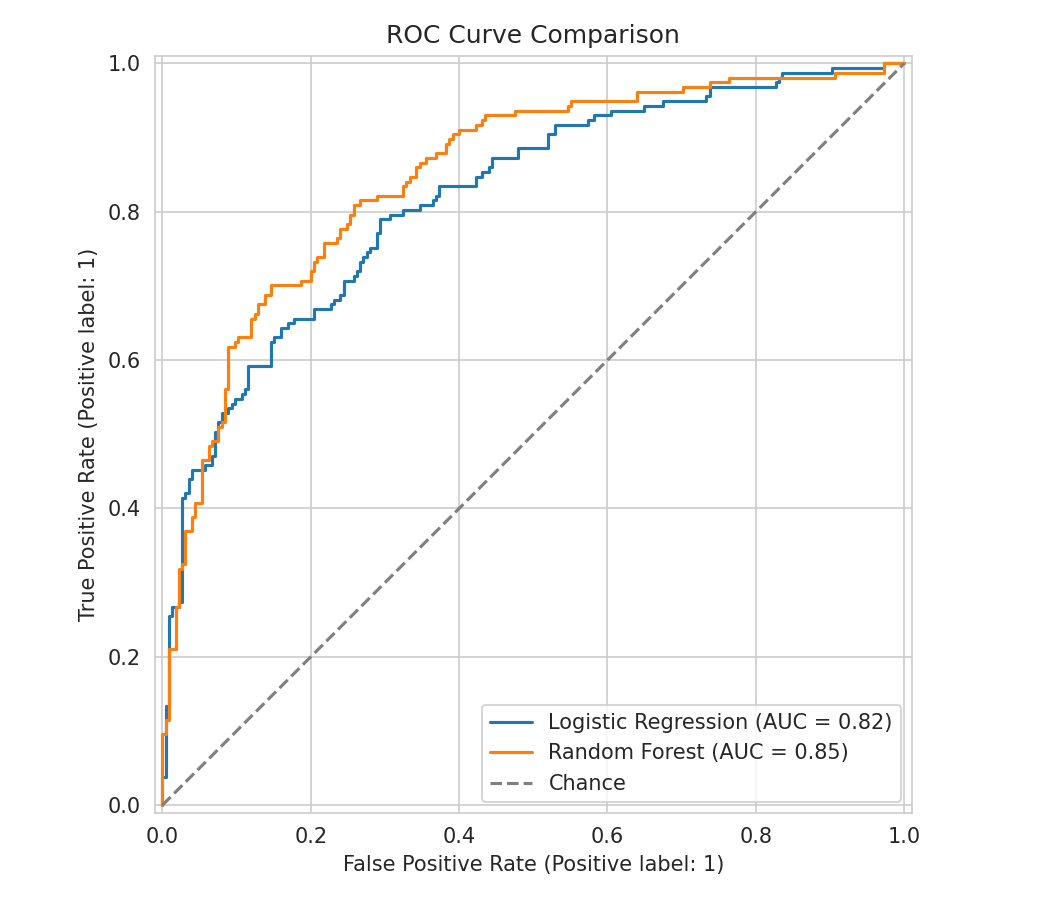 ROC Curve Comparison
1.0
0.8
0.6
0.4
0.2
0.0
True Positive Rate (Positive label: 1)
Logistic Regression (AUC = 0.82)
Random Forest (AUC = 0.85)
Chance
0.0 0.2 0.4 0.6 0.8 1.0
False Positive Rate (Positive label: 1)